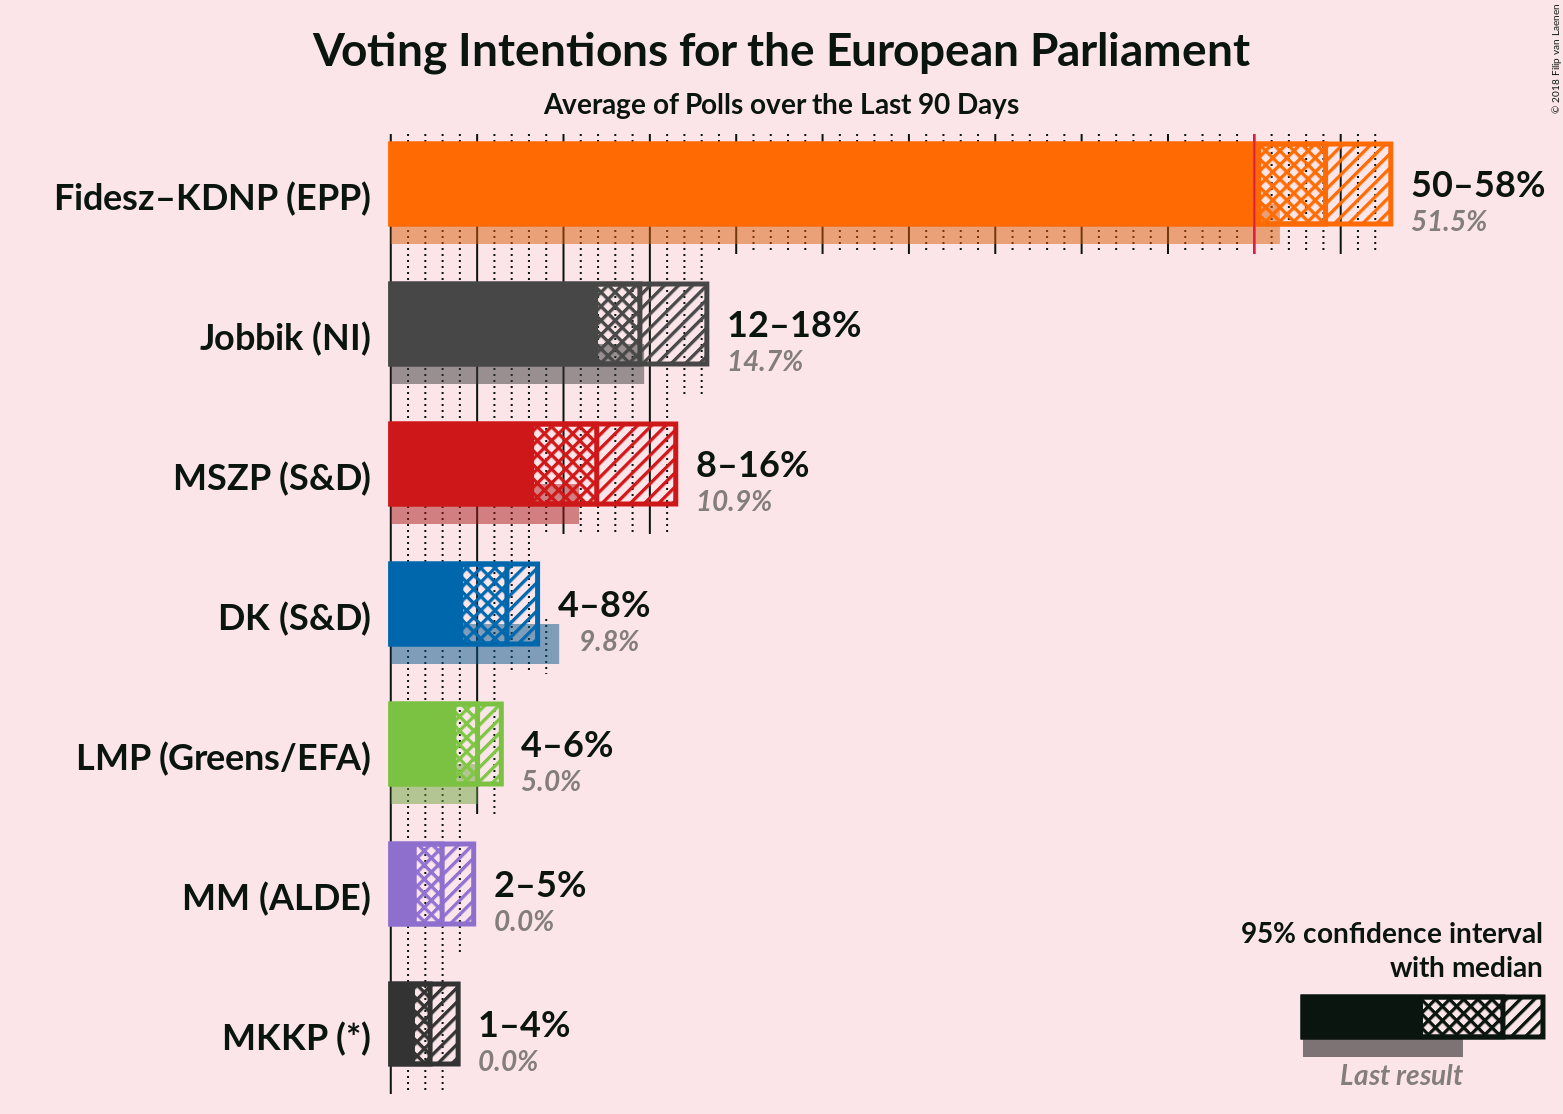 Voting Intentions for the European Parliament
Average of Polls over the Last 90 Days
© 2018 Filip van Laenen
Fidesz–KDNP (EPP)
50–58%
51.5%
Jobbik (NI)
12–18%
14.7%
MSZP (S&D)
8–16%
10.9%
DK (S&D)
4–8%
9.8%
LMP (Greens/EFA)
4–6%
5.0%
MM (ALDE)
2–5%
0.0%
MKKP (*)
1–4%
0.0%
95% confidence interval
with median
Last result